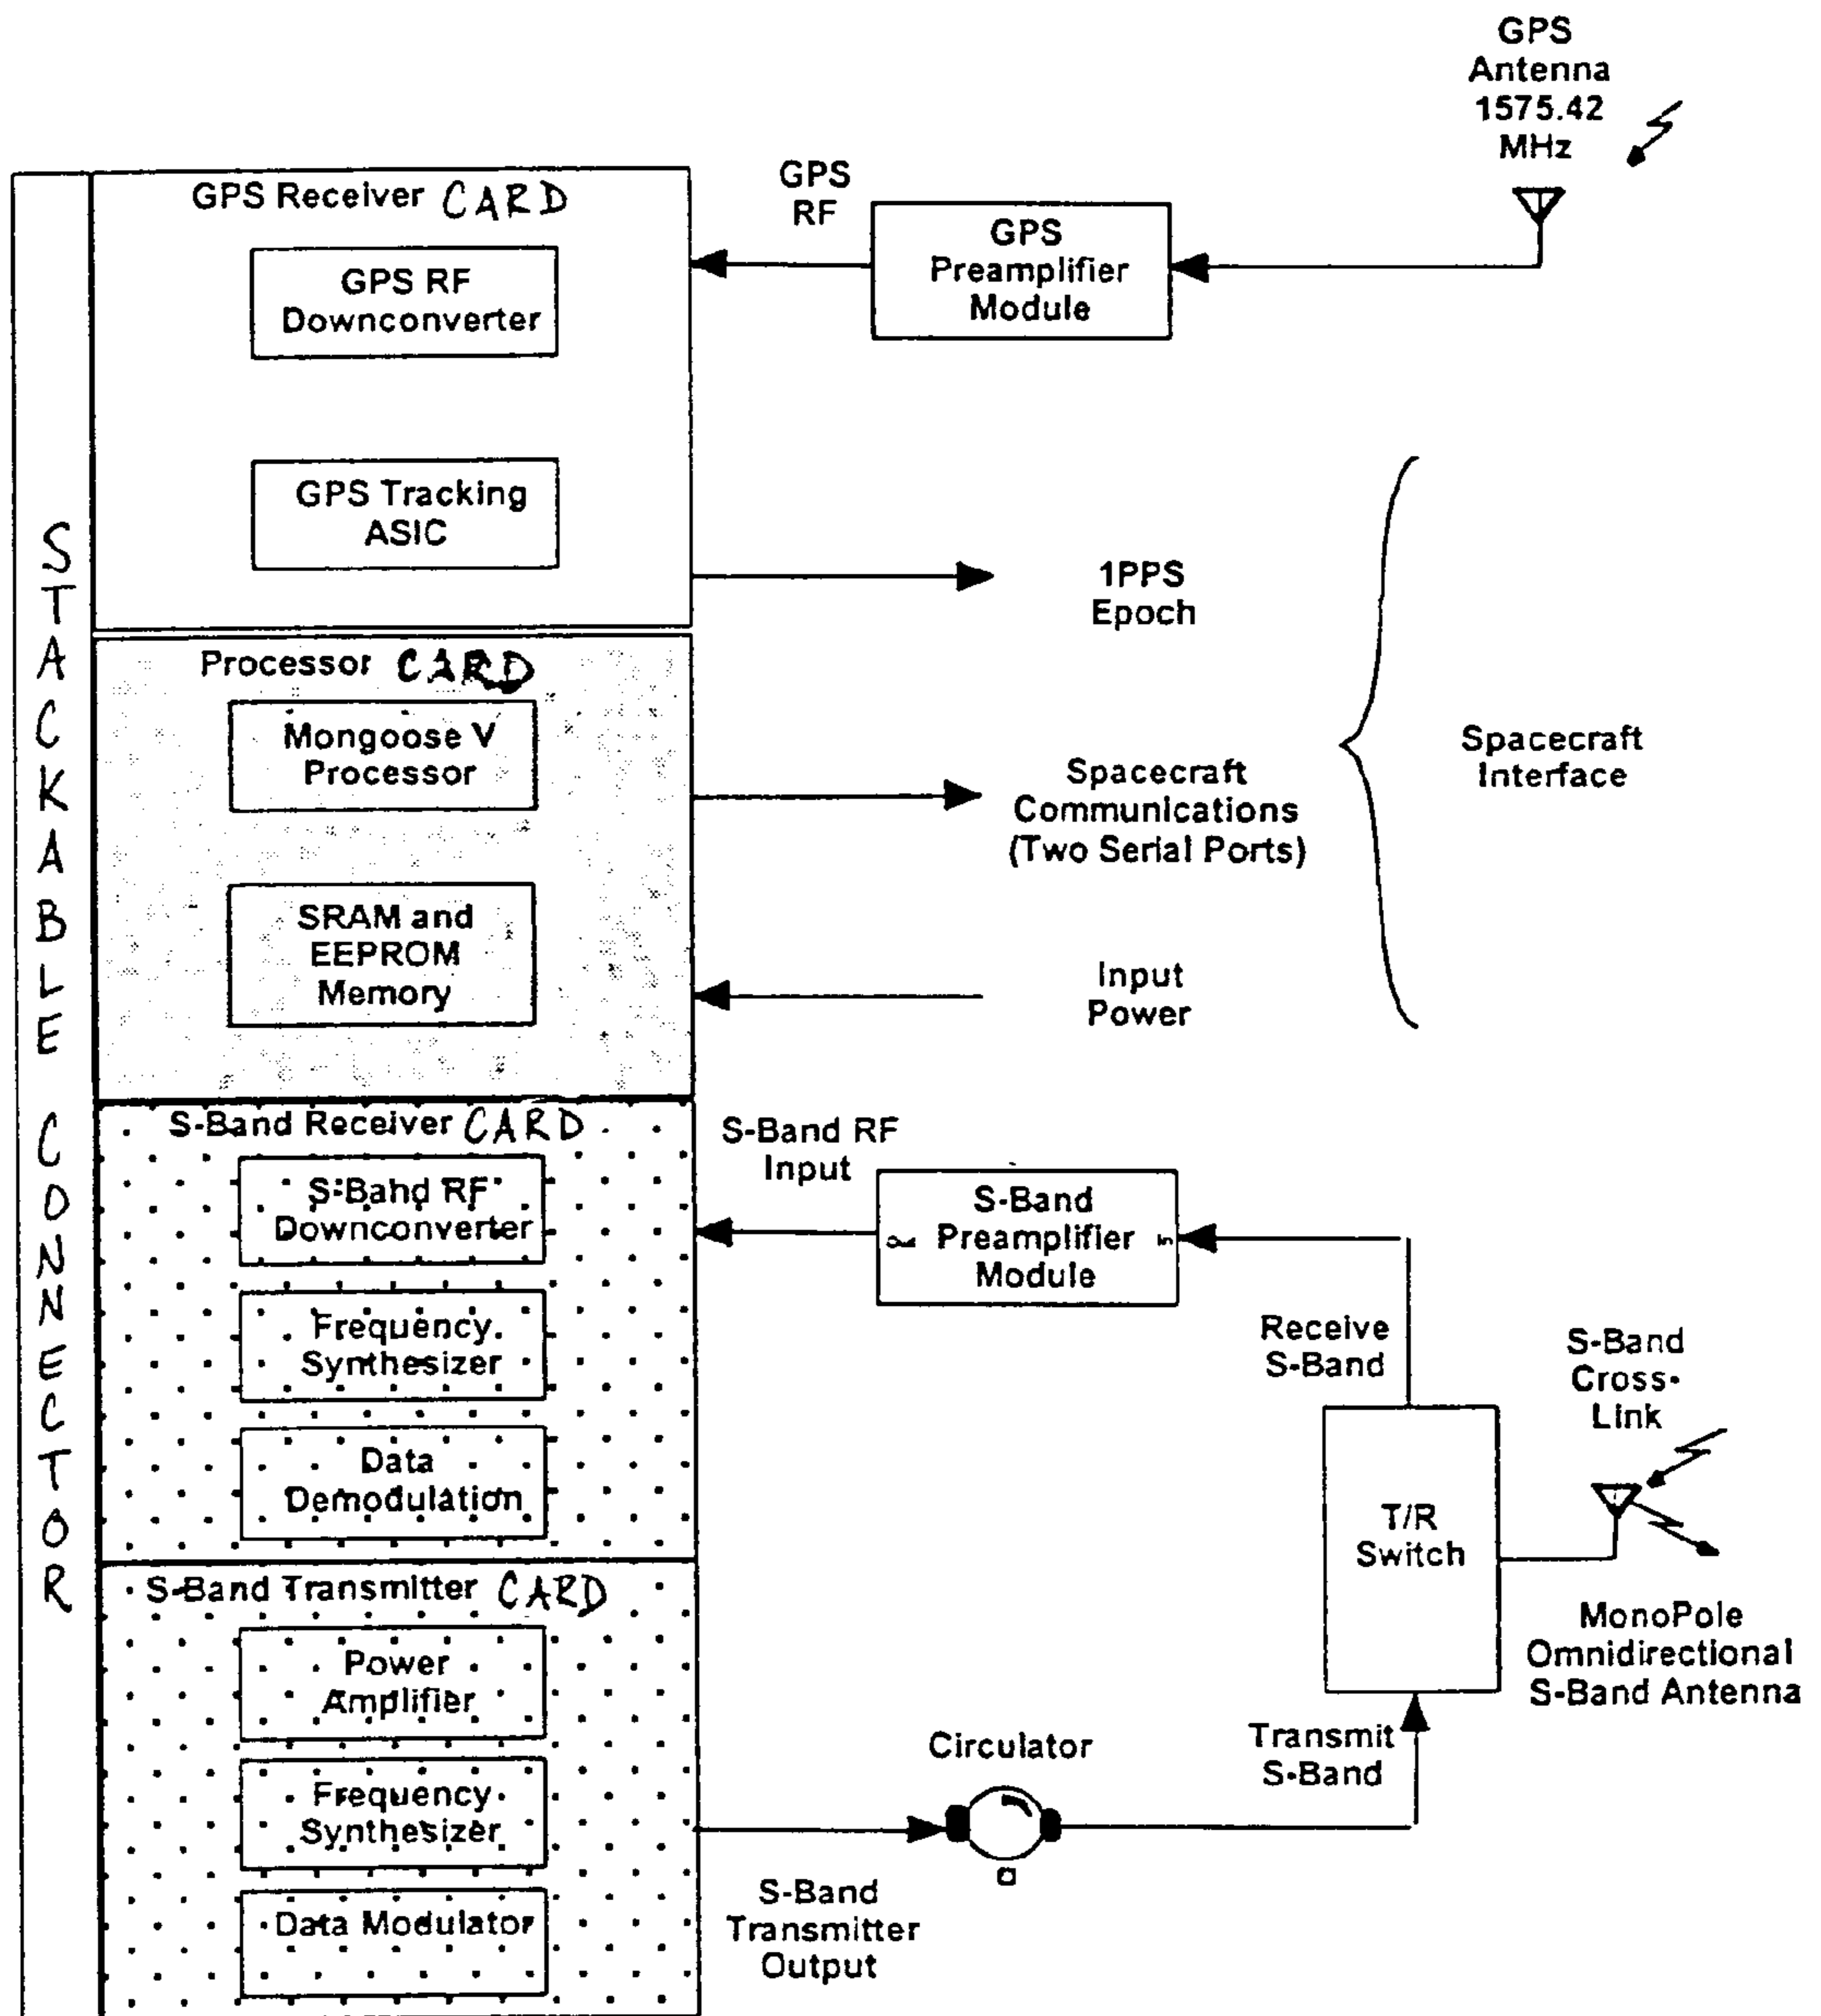 GPS
Antenna
1575.42
MHz
GPS Receiver CARD
GPS RF
Downconverter
GPS Tracking
ASIC
GPS
RF
GPS
Preamplifier
Module
1PPS
Epoch
Processor CARD
Mongoose V
Processor
SRAM and
EEPROM
Memory
Spacecraft
Communications
(Two Serial Ports)
Input
Power
Spacecraft
Interface
STACKABLE CONNECTOR
S-Band Receiver CARD
S-Band RF
Downconverter
Frequency
Synthesizer
Data
Demodulation
S-Band RF
Input
S-Band
Preamplifier
Module
Receive
S-Band
S-Band
Cross-
Link
T/R
Switch
MonoPole
Omnidirectional
S-Band Antenna
S-Band Transmitter CARD
Power
Amplifier
Frequency
Synthesizer
Data Modulator
Circulator
Transmit
S-Band
S-Band
Transmitter
Output